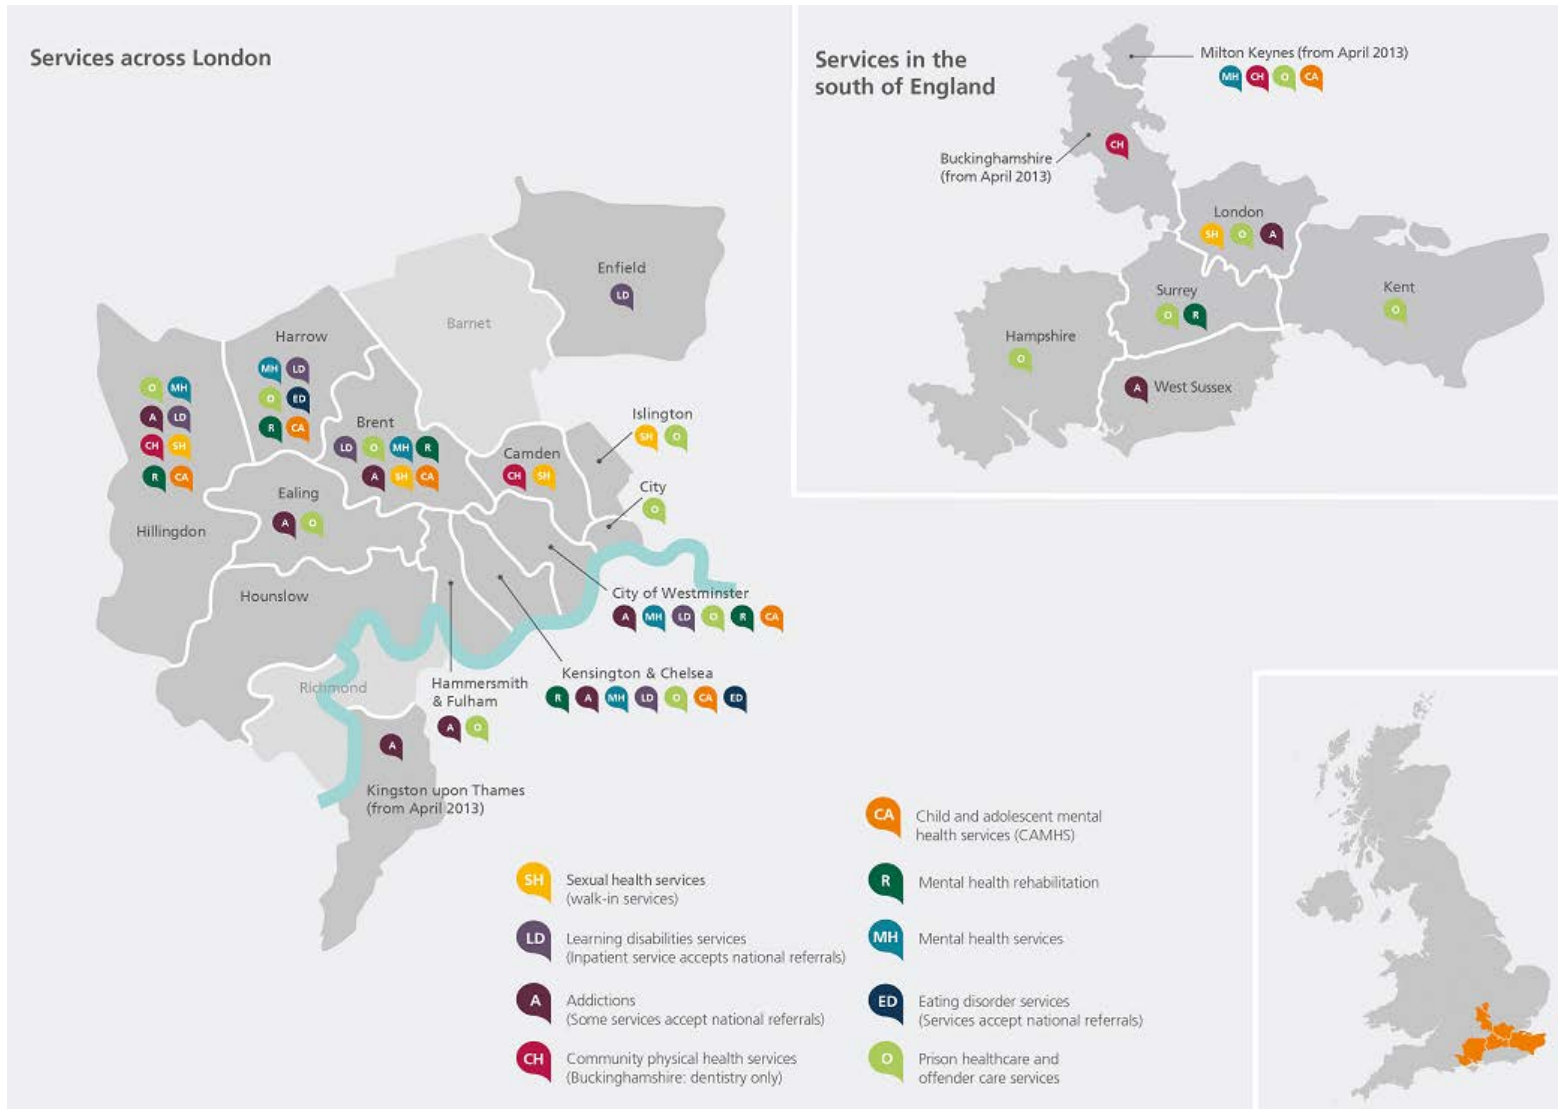 Services across London
Enfield
LD
Barnet
Harrow
MH LD
O ED
R CA
O MH
A LD
CH SH
R CA
Hillingdon
Brent
LD O MH R
A SH CA
Camden
CH SH
Islington
SH O
City
O
Ealing
A O
Hounslow
City of Westminster
A MH LD O R CA
Kensington & Chelsea
R A MH LD O CA ED
Richmond
Hammersmith
& Fulham
A O
A
Kingston upon Thames
(from April 2013)
Services in the
south of England
Milton Keynes (from April 2013)
MH CH O CA
Buckinghamshire
(from April 2013)
CH
London
SH O A
Surrey
O R
Kent
O
Hampshire
O
A West Sussex
SH Sexual health services
(walk-in services)
LD Learning disabilities services
(Inpatient service accepts national referrals)
A Addictions
(Some services accept national referrals)
CH Community physical health services
(Buckinghamshire: dentistry only)
CA Child and adolescent mental
health services (CAMHS)
R Mental health rehabilitation
MH Mental health services
ED Eating disorder services
(Services accept national referrals)
O Prison healthcare and
offender care services